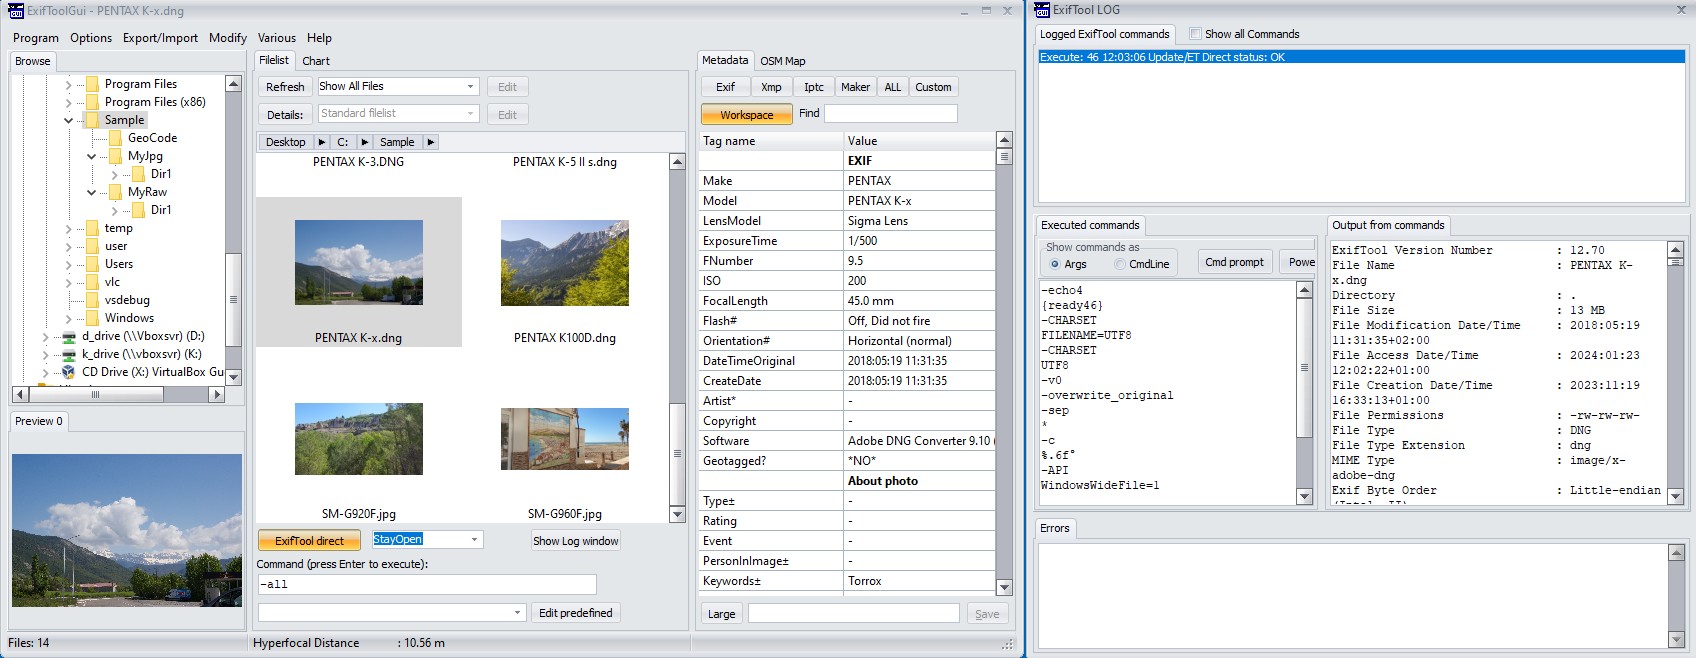 ExifToolGui - PENTAX K-x.dng
Program Options Export/Import Modify Various Help
Browse
Program Files
Program Files (x86)
Sample
GeoCode
MyJpg
Dir1
MyRaw
Dir1
temp
user
Users
vlc
vsdebug
Windows
d_drive (\\Vboxsvr) (D:)
k_drive (\\vboxsvr) (K:)
CD Drive (X:) VirtualBox Gu
Preview 0
Files: 14
Filelist Chart
Refresh Show All Files Edit
Details: Standard filelist Edit
Desktop C: Sample
PENTAX K-3.DNG PENTAX K-5 II s.dng
PENTAX K-x.dng PENTAX K100D.dng
SM-G920F.jpg SM-G960F.jpg
ExifTool direct StayOpen Show Log window
Command (press Enter to execute):
-all
Edit predefined
Hyperfocal Distance : 10.56 m
Metadata OSM Map
Exif Xmp Iptc Maker ALL Custom
Workspace Find
Tag name Value
EXIF
Make PENTAX
Model PENTAX K-x
LensModel Sigma Lens
ExposureTime 1/500
FNumber 9.5
ISO 200
FocalLength 45.0 mm
Flash# Off, Did not fire
Orientation# Horizontal (normal)
DateTimeOriginal 2018:05:19 11:31:35
CreateDate 2018:05:19 11:31:35
Artist* -
Copyright -
Software Adobe DNG Converter 9.10 (
Geotagged? *NO*
About photo
Type± -
Rating -
Event -
PersonInImage± -
Keywords± Torrox
Large Save
ExifTool LOG
Logged ExifTool commands Show all Commands
Execute: 46 12:03:06 Update/ET Direct status: OK
Executed commands
Show commands as
Args CmdLine Cmd prompt Powe
-echo4
{ready46}
-CHARSET
FILENAME=UTF8
-CHARSET
UTF8
-v0
-overwrite_original
-sep
*
-c
%.6f°
-API
WindowsWideFile=1
Output from commands
ExifTool Version Number : 12.70
File Name : PENTAX K-
x.dng
Directory : .
File Size : 13 MB
File Modification Date/Time : 2018:05:19
11:31:35+02:00
File Access Date/Time : 2024:01:23
12:02:22+01:00
File Creation Date/Time : 2023:11:19
16:33:13+01:00
File Permissions : -rw-rw-rw-
File Type : DNG
File Type Extension : dng
MIME Type : image/x-
adobe-dng
Exif Byte Order : Little-endian
Errors